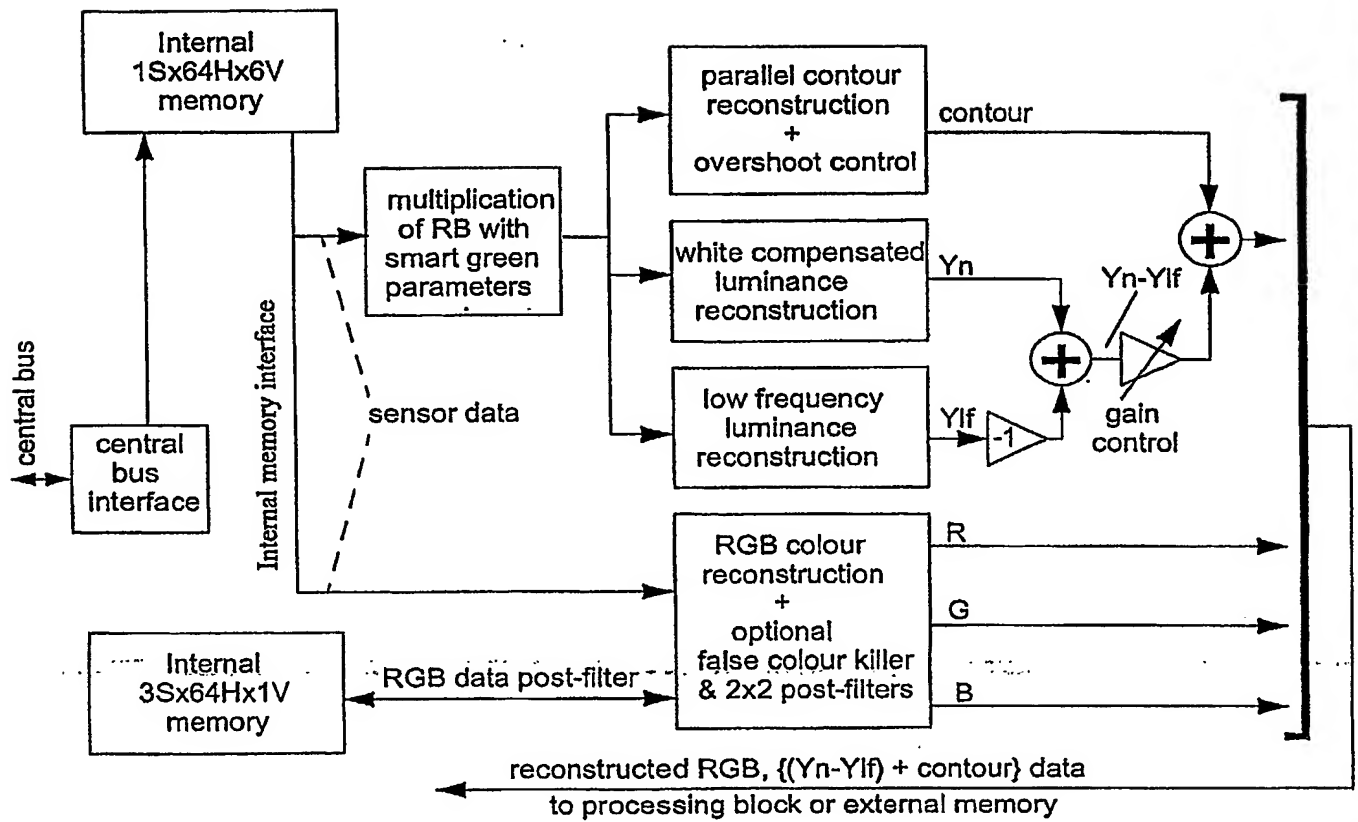 Internal
1Sx64Hx6V
memory
parallel contour
reconstruction
+
overshoot control
contour
multiplication
of RB with
smart green
parameters
white compensated
luminance
reconstruction
Yn
Yn-Ylf
central bus
Internal memory interface
sensor data
low frequency
luminance
reconstruction
Ylf
-1
gain
control
central
bus
interface
RGB colour
reconstruction
+
optional
false colour killer
& 2x2 post-filters
R
G
B
Internal
3Sx64Hx1V
memory
RGB data post-filter
reconstructed RGB, {(Yn-Ylf) + contour} data
to processing block or external memory